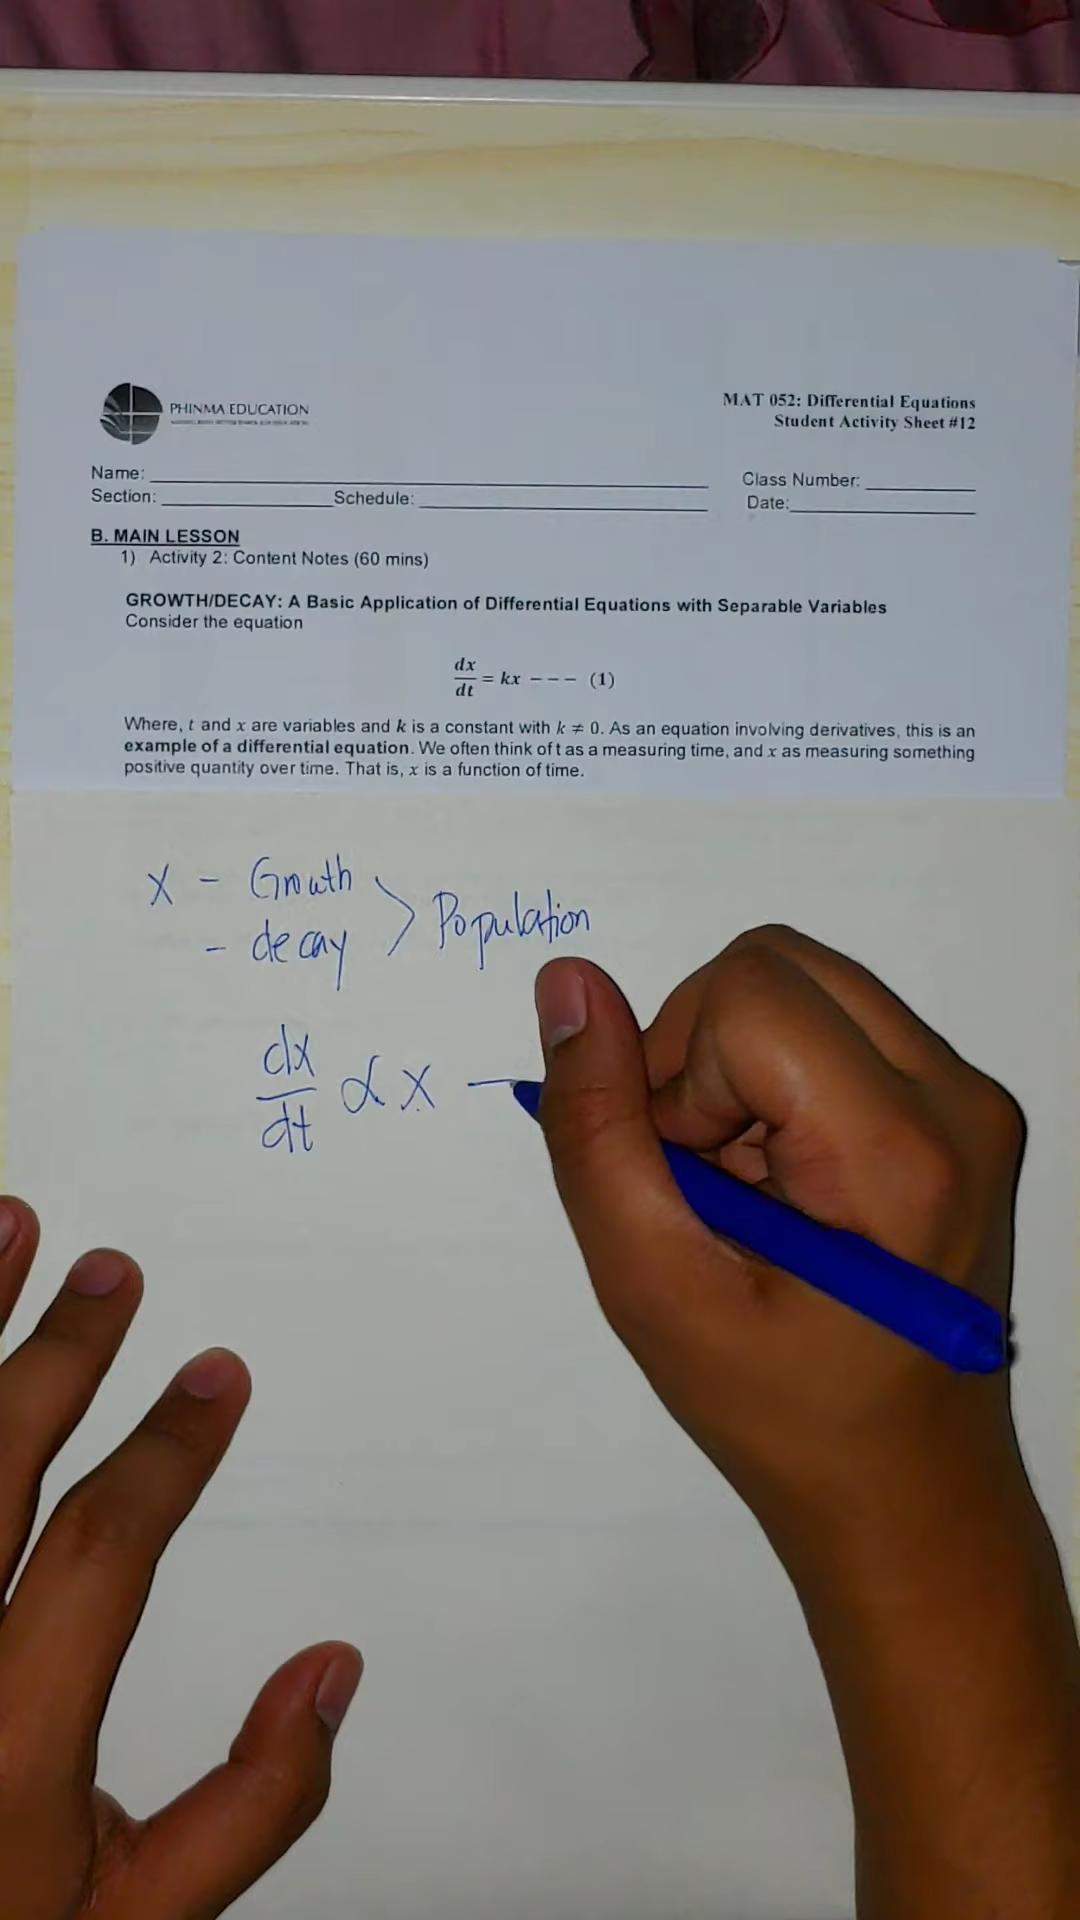 PHINMA EDUCATION
MAT 052: Differential Equations
Student Activity Sheet #12
Name: Class Number:
Section: Schedule: Date:
B. MAIN LESSON
1) Activity 2: Content Notes (60 mins)
GROWTH/DECAY: A Basic Application of Differential Equations with Separable Variables
Consider the equation
dx/dt = kx - - - (1)
Where, t and x are variables and k is a constant with k ≠ 0. As an equation involving derivatives, this is an
example of a differential equation. We often think of t as a measuring time, and x as measuring something
positive quantity over time. That is, x is a function of time.
x - Growth
- decay > Population
dx/dt ∝ x -